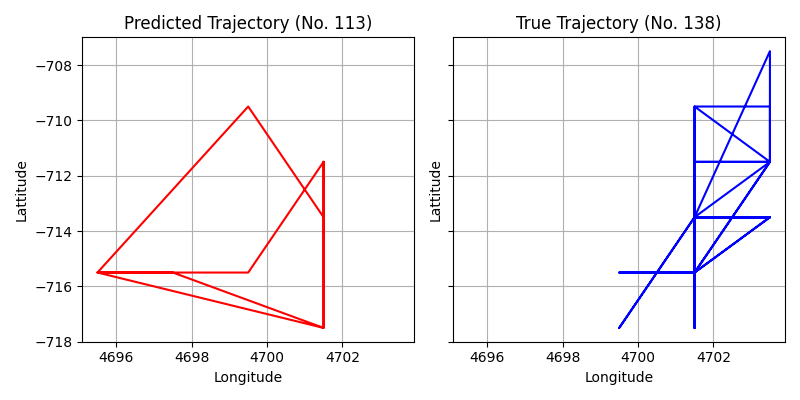 Predicted Trajectory (No. 113)
True Trajectory (No. 138)
−708
−710
−712
−714
−716
−718
Lattitude
Lattitude
4696
4698
4700
4702
4696
4698
4700
4702
Longitude
Longitude